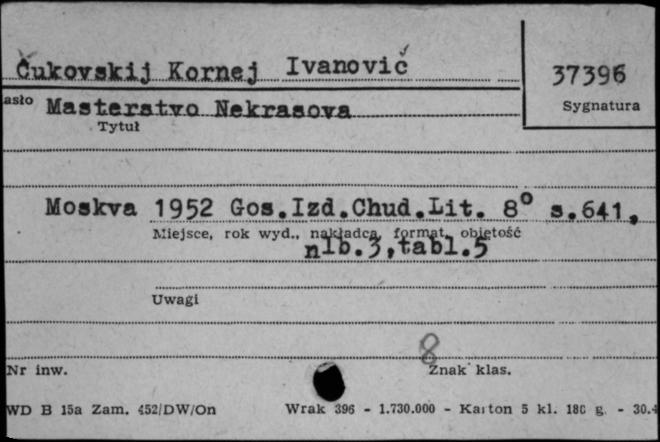 Čukovskij Kornej Ivanovič
37396
asło Masterstvo Nekrasova
Sygnatura
Tytuł
Moskva 1952 Gos.Izd.Chud.Lit. 8° s.641,
Miejsce, rok wyd., nakładca, format, objętość
nlb.3,tabl.5
Uwagi
8
Nr inw.
Znak klas.
WD B 15a Zam. 452/DW/On Wrak 396 - 1.730.000 - Karton 5 kl. 180 g. - 30.4